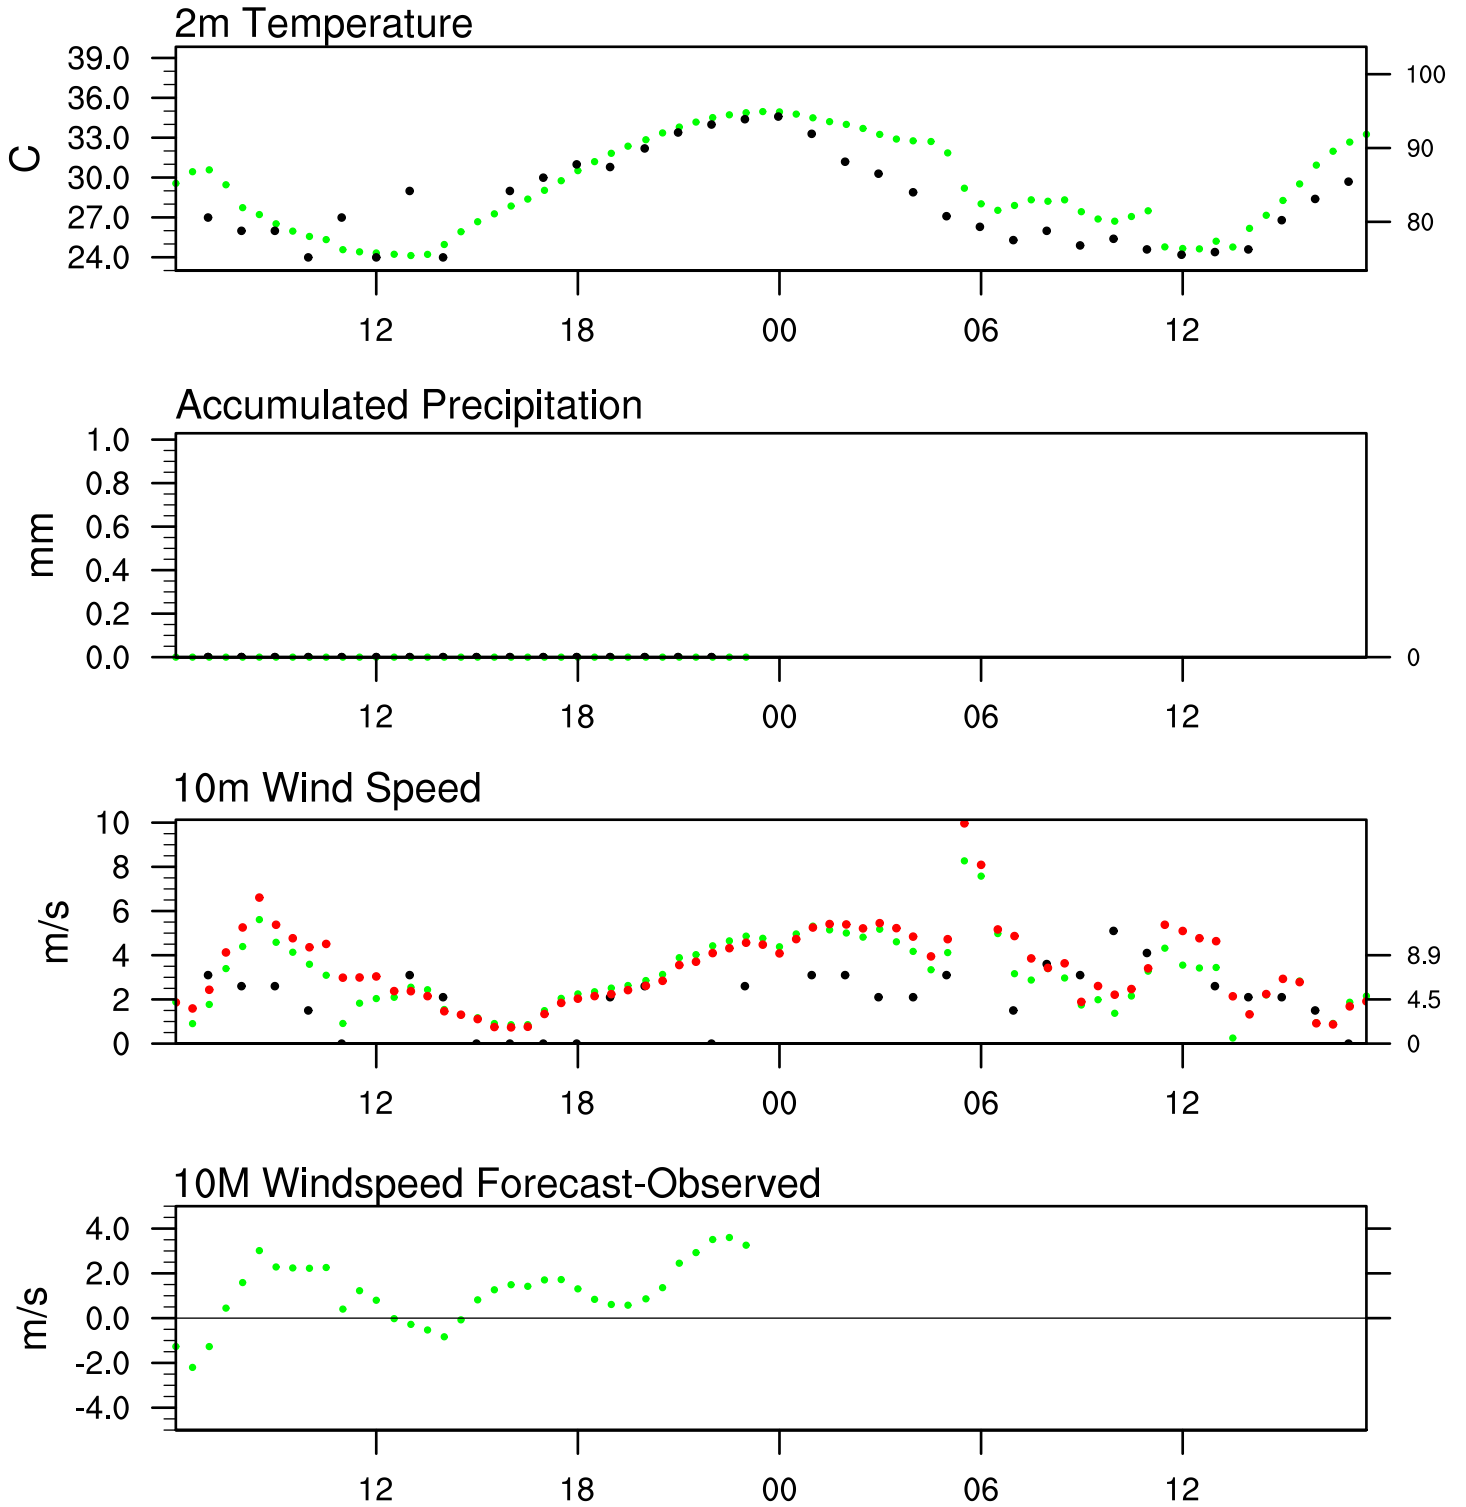 2m Temperature
39.0
36.0
33.0
30.0
27.0
24.0
C
100
90
80
12 18 00 06 12
Accumulated Precipitation
1.0
0.8
0.6
0.4
0.2
0.0
mm
0
12 18 00 06 12
10m Wind Speed
10
8
6
4
2
0
m/s
8.9
4.5
0
12 18 00 06 12
10M Windspeed Forecast-Observed
4.0
2.0
0.0
-2.0
-4.0
m/s
12 18 00 06 12